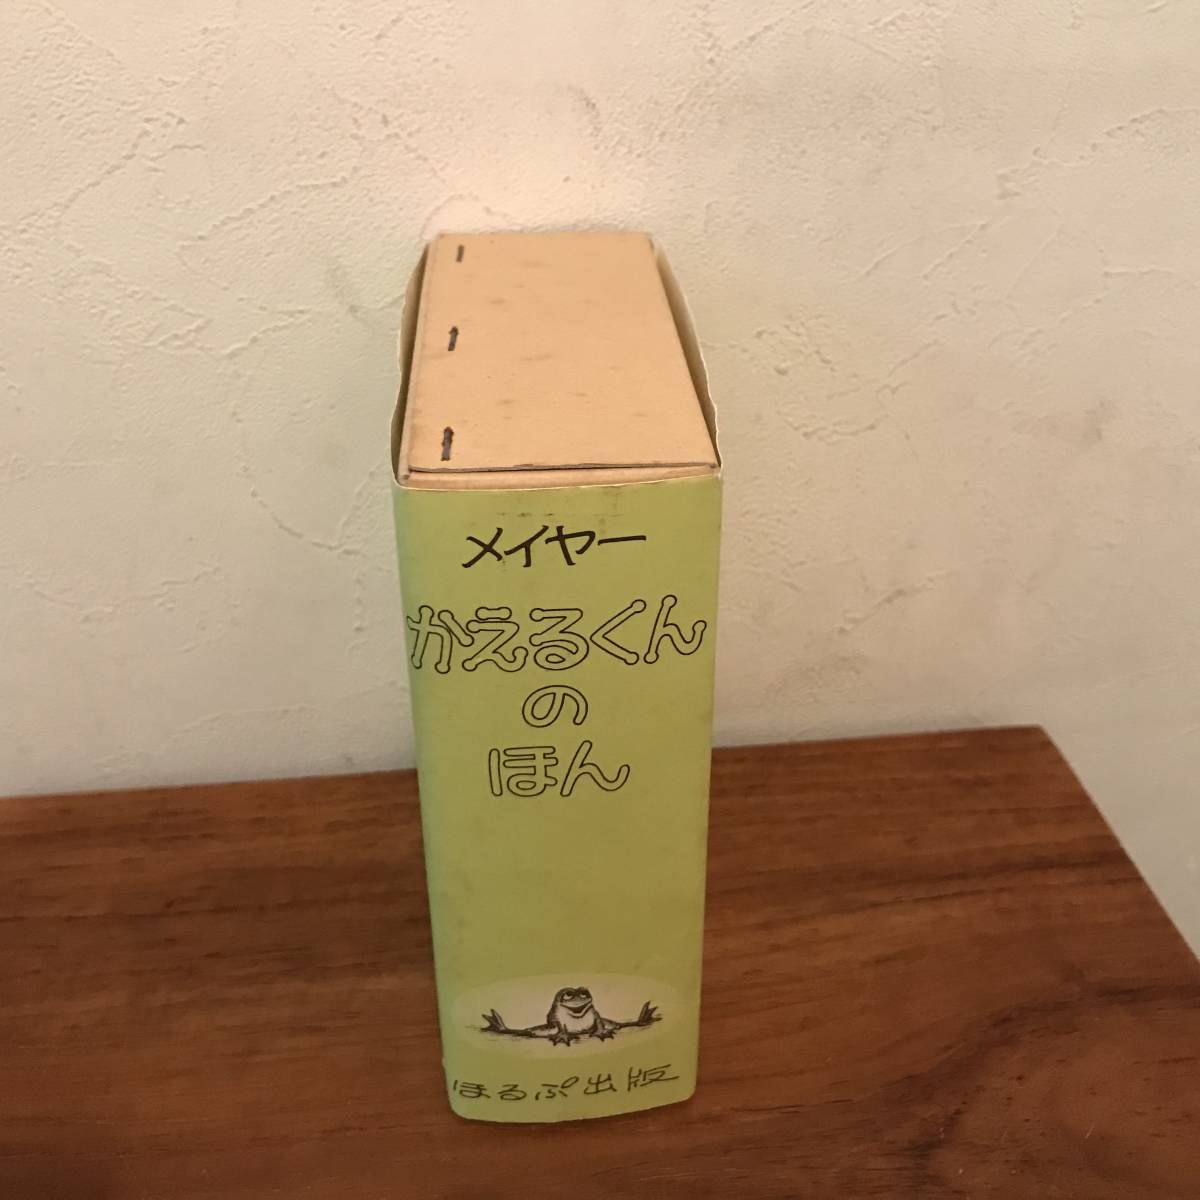 メイヤー
かえるくん
の
ほん
ほるぷ出版